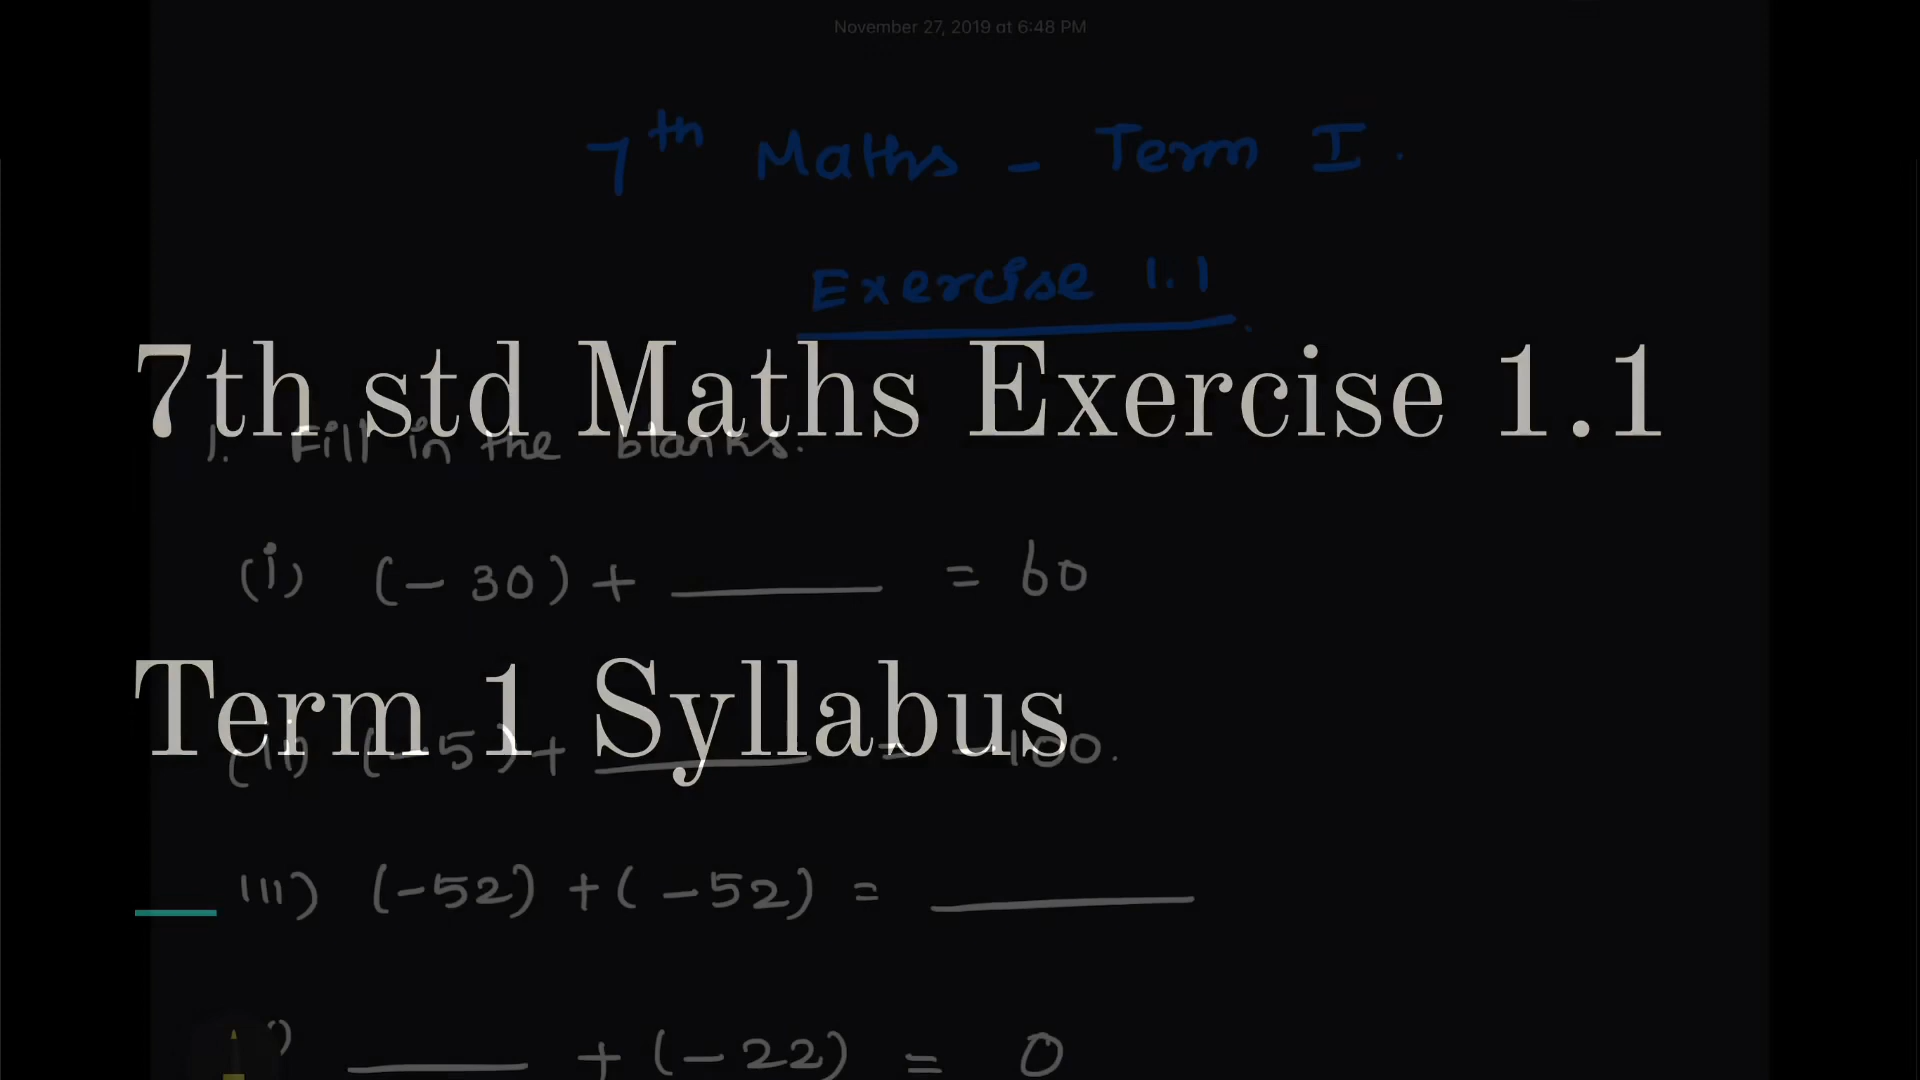 November 27, 2019 at 6:48 PM
7th Maths - Term I.
Exercise 1.1
7th std Maths Exercise 1.1
1. Fill in the blanks.
(i) (- 30) + ______ = 60
Term 1 Syllabus
(ii) (-5) + ______ = -100.
iii) (-52) + (-52) = ______
) ______ + (-22) = 0